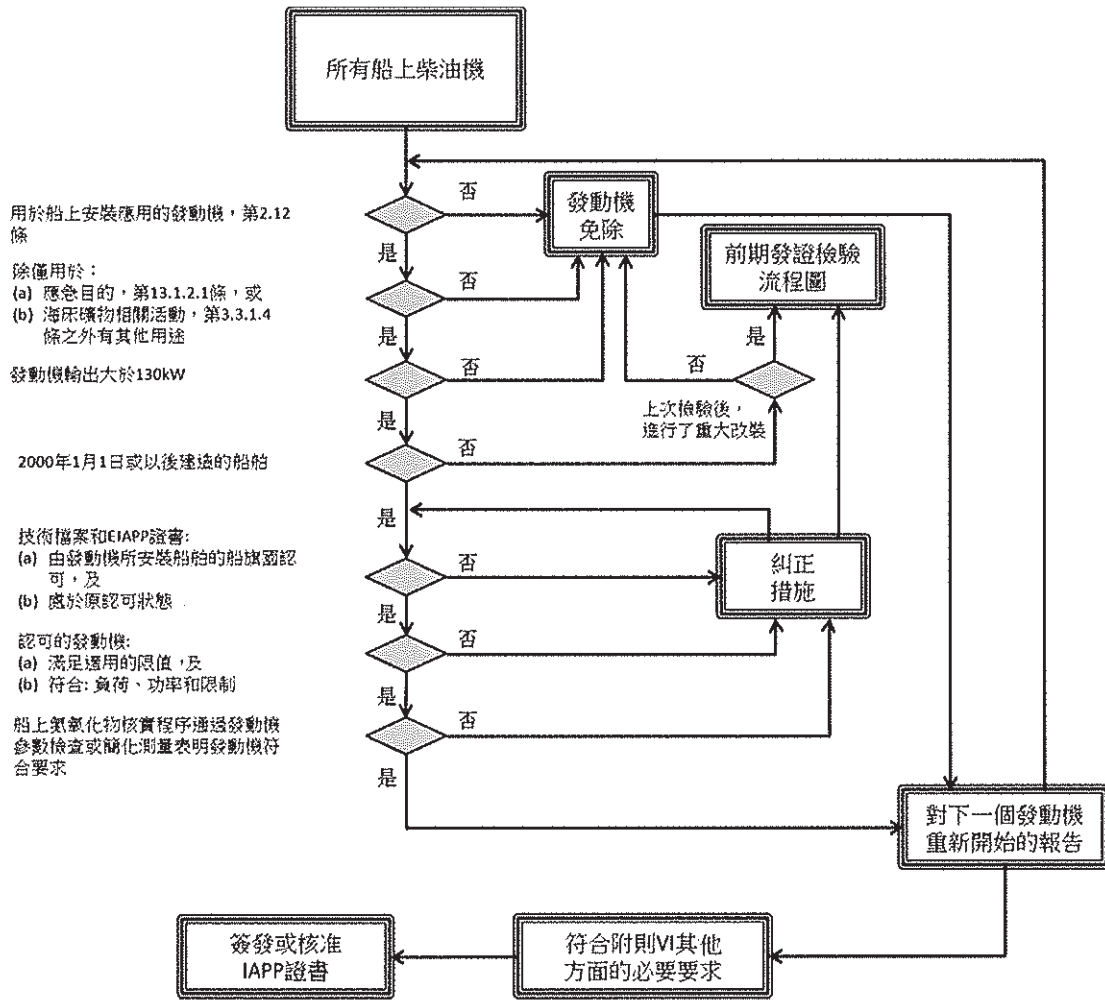 所有船上柴油機
用於船上安裝應用的發動機，第2.12
條
否
發動機
免除
前期發證檢驗
流程圖
是
除僅用於：
(a) 應急目的，第13.1.2.1條，或
(b) 海床礦物相關活動，第3.3.1.4
條之外有其他用途
否
是
是
發動機輸出大於130kW
否
否
上次檢驗後，
進行了重大改裝
是
2000年1月1日或以後建造的船舶
否
是
技術檔案和EIAPP證書:
(a) 由發動機所安裝船舶的船旗國認
可，及
(b) 處於原認可狀態
否
糾正
措施
是
認可的發動機:
(a) 滿足適用的限值,及
(b) 符合: 負荷、功率和限制
否
是
船上氮氧化物核實程序通過發動機
參數檢查或簡化測量表明發動機符
合要求
否
是
對下一個發動機
重新開始的報告
簽發或核准
IAPP證書
符合附則VI其他
方面的必要要求